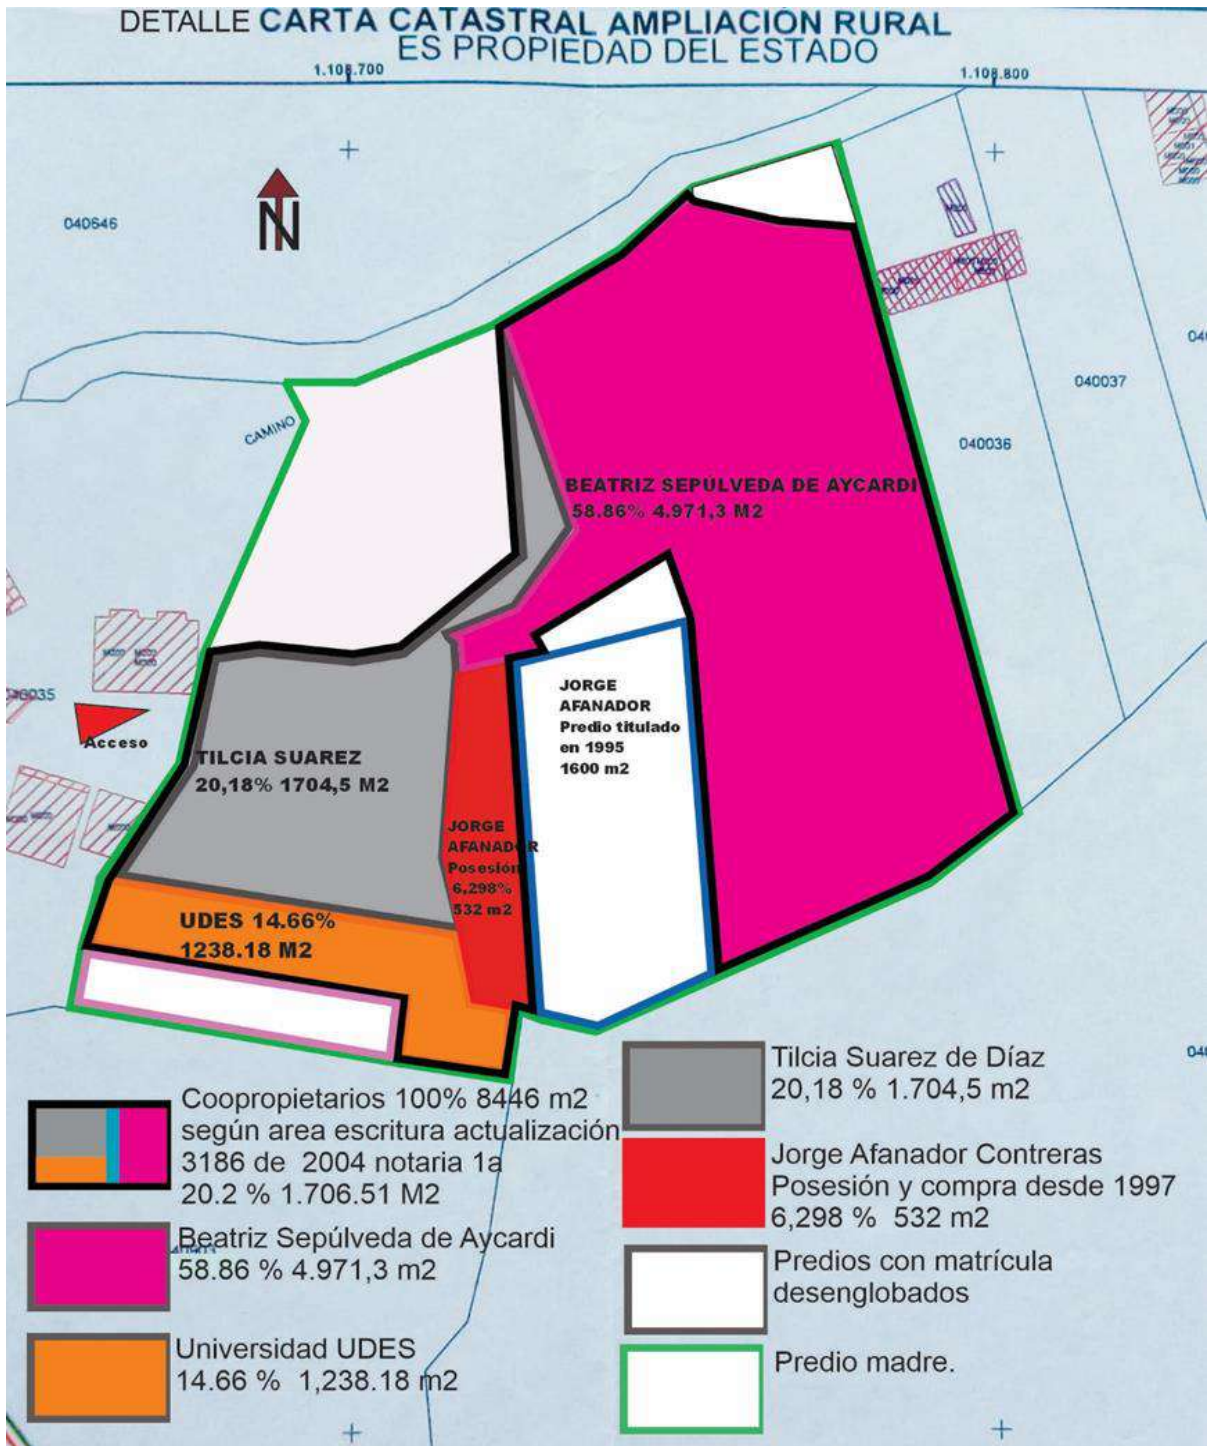 DETALLE CARTA CATASTRAL AMPLIACIÓN RURAL
ES PROPIEDAD DEL ESTADO
1.108.700
1.108.800
040646
N
CAMINO
040037
040036
BEATRIZ SEPÚLVEDA DE AYCARDI
58.86% 4.971,3 M2
JORGE
AFANADOR
Predio titulado
en 1995
1600 m2
Acceso
TILCIA SUAREZ
20,18% 1704,5 M2
JORGE
AFANADOR
Posesión
6,298%
532 m2
UDES 14.66%
1238.18 M2
Coopropietarios 100% 8446 m2
según area escritura actualización
3186 de 2004 notaria 1a
20.2 % 1.706.51 M2
Beatriz Sepúlveda de Aycardi
58.86 % 4.971,3 m2
Universidad UDES
14.66 % 1,238.18 m2
Tilcia Suarez de Díaz
20,18 % 1.704,5 m2
Jorge Afanador Contreras
Posesión y compra desde 1997
6,298 % 532 m2
Predios con matrícula
desenglobados
Predio madre.